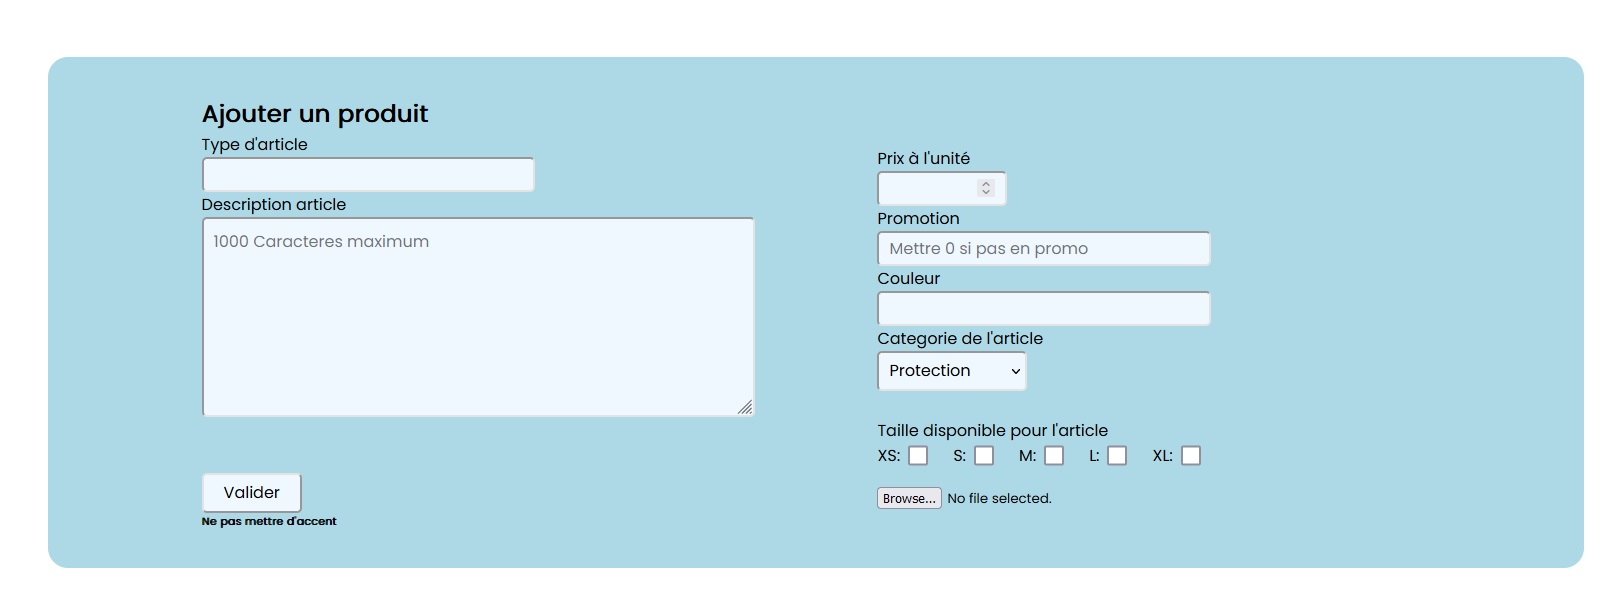 Ajouter un produit
Type d'article
Description article
1000 Caracteres maximum
Valider
Ne pas mettre d'accent
Prix à l'unité
Promotion
Mettre 0 si pas en promo
Couleur
Categorie de l'article
Protection
Taille disponible pour l'article
XS: S: M: L: XL:
Browse... No file selected.